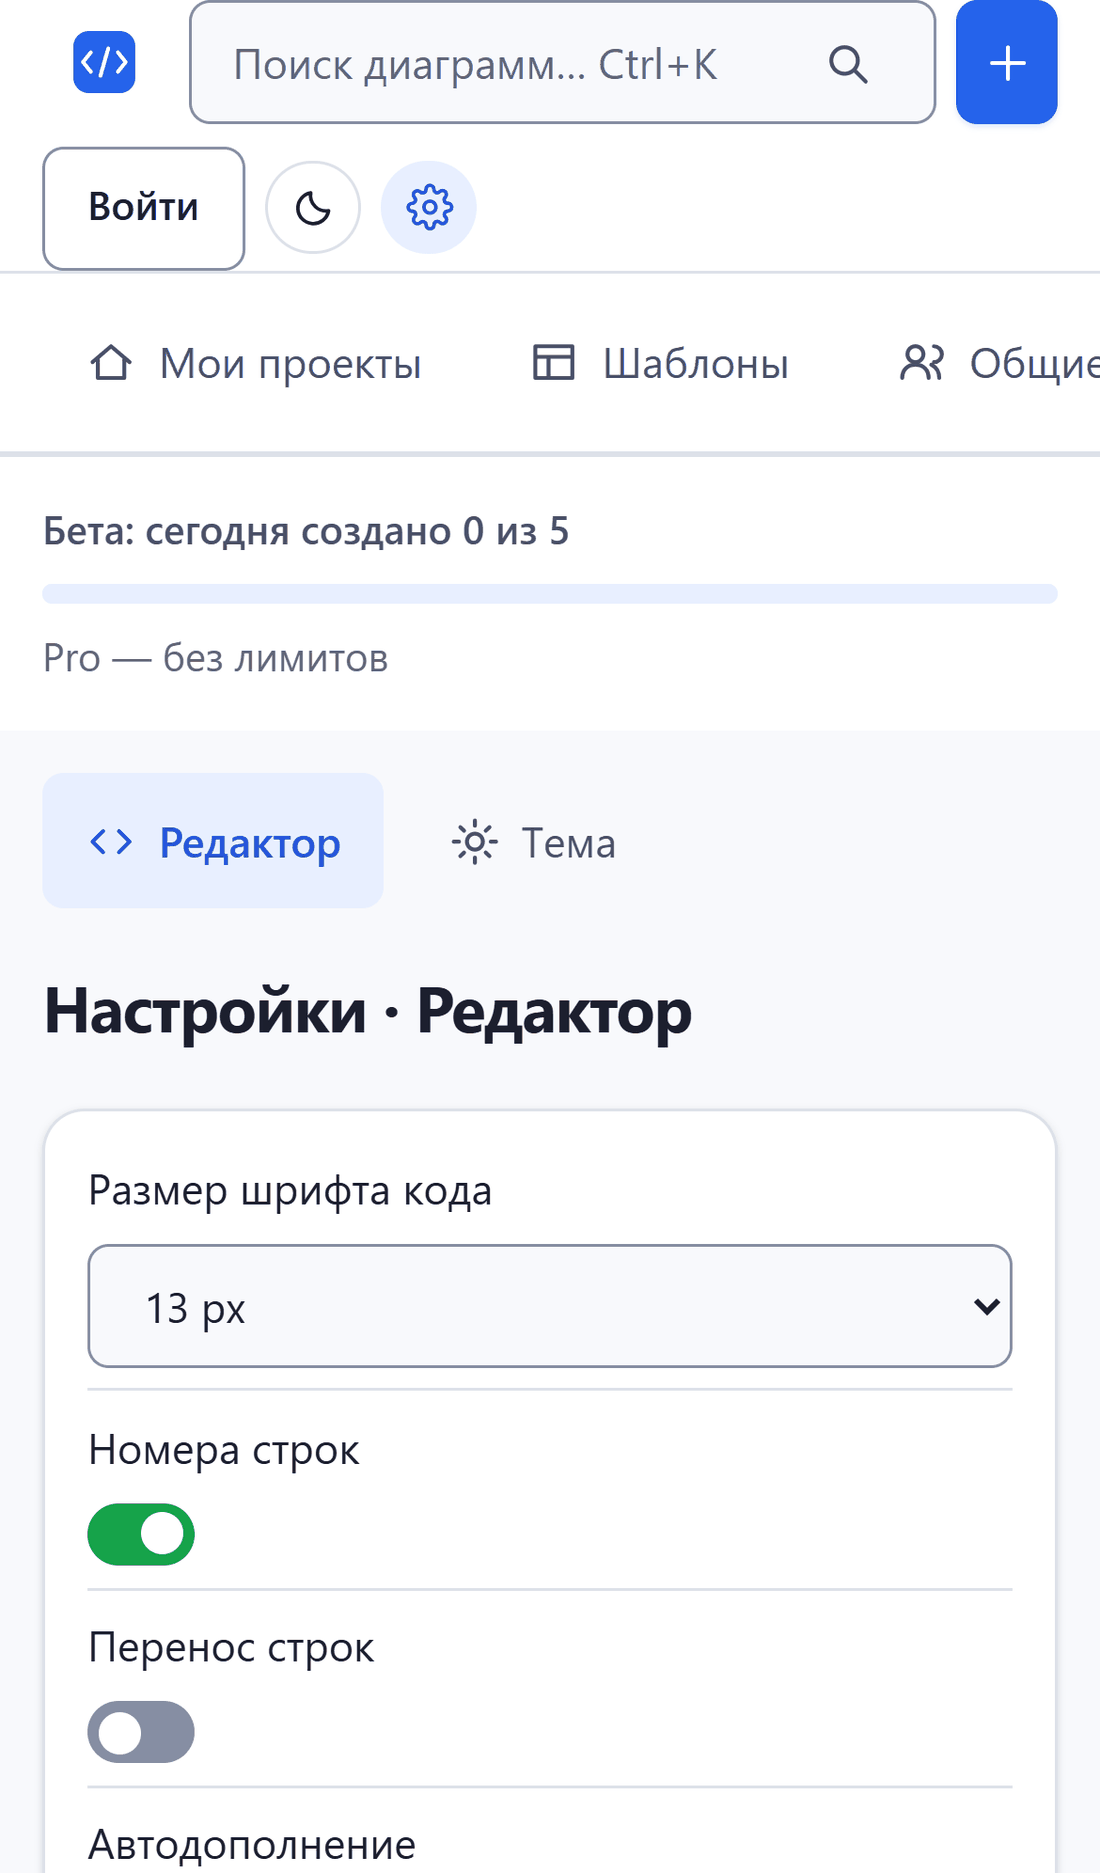 Поиск диаграмм... Ctrl+K
Войти
Мои проекты
Шаблоны
Общие
Бета: сегодня создано 0 из 5
Pro — без лимитов
Редактор
Тема
Настройки · Редактор
Размер шрифта кода
13 px
Номера строк
Перенос строк
Автодополнение